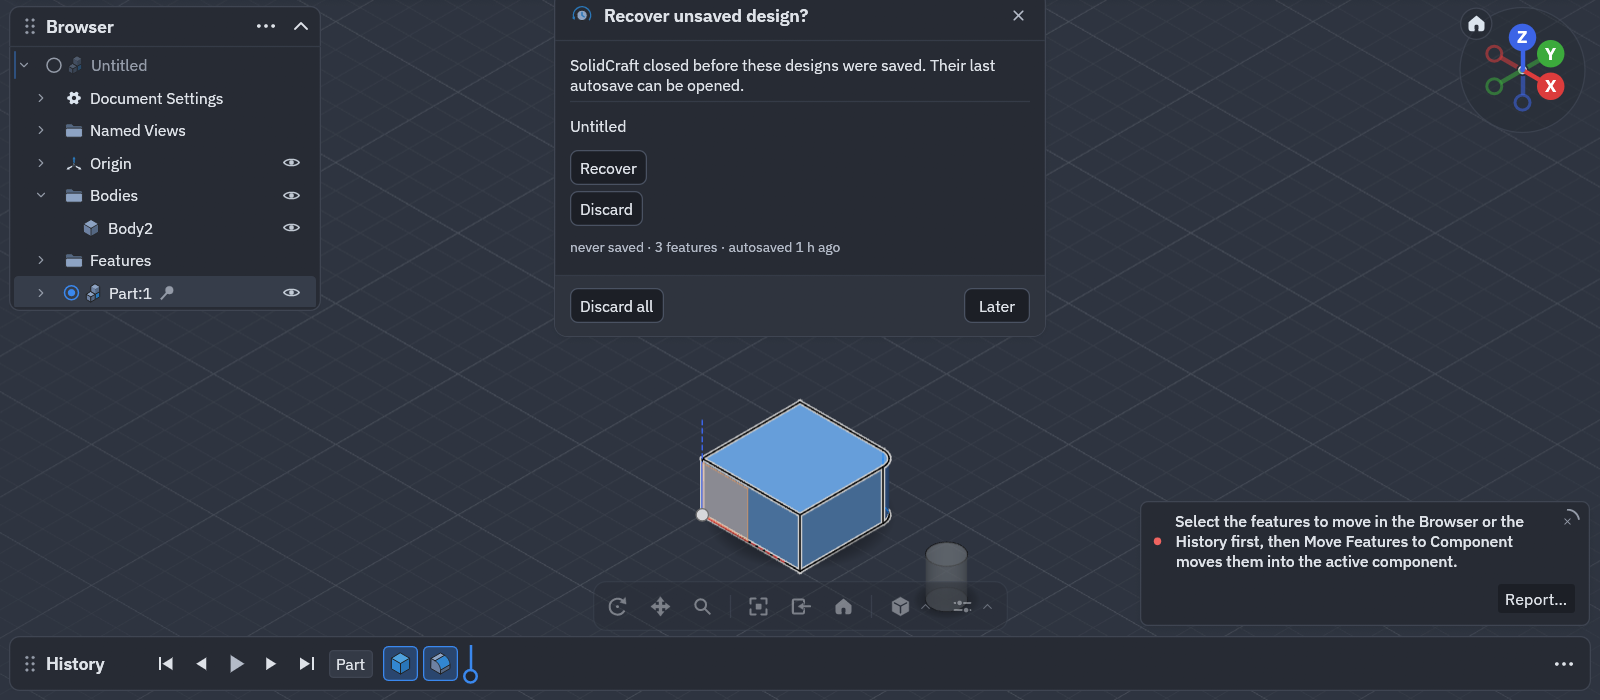 Browser
Untitled
Document Settings
Named Views
Origin
Bodies
Body2
Features
Part:1
Recover unsaved design?
SolidCraft closed before these designs were saved. Their last
autosave can be opened.
Untitled
Recover
Discard
never saved · 3 features · autosaved 1 h ago
Discard all
Later
Z
Y
X
Select the features to move in the Browser or the
History first, then Move Features to Component
moves them into the active component.
Report...
History
Part